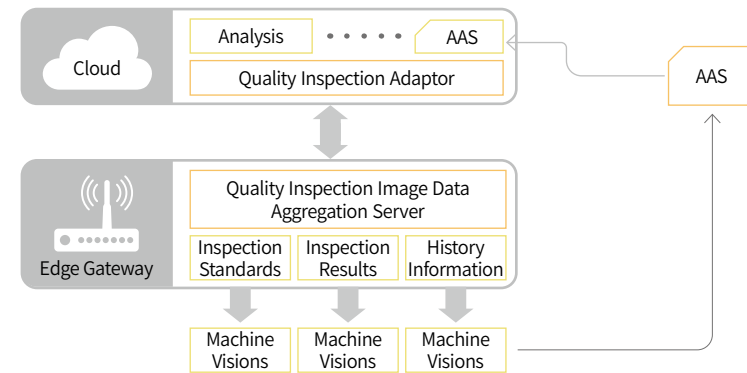 Cloud
Analysis
AAS
Quality Inspection Adaptor
AAS
Edge Gateway
Quality Inspection Image Data
Aggregation Server
Inspection
Standards
Inspection
Results
History
Information
Machine
Visions
Machine
Visions
Machine
Visions